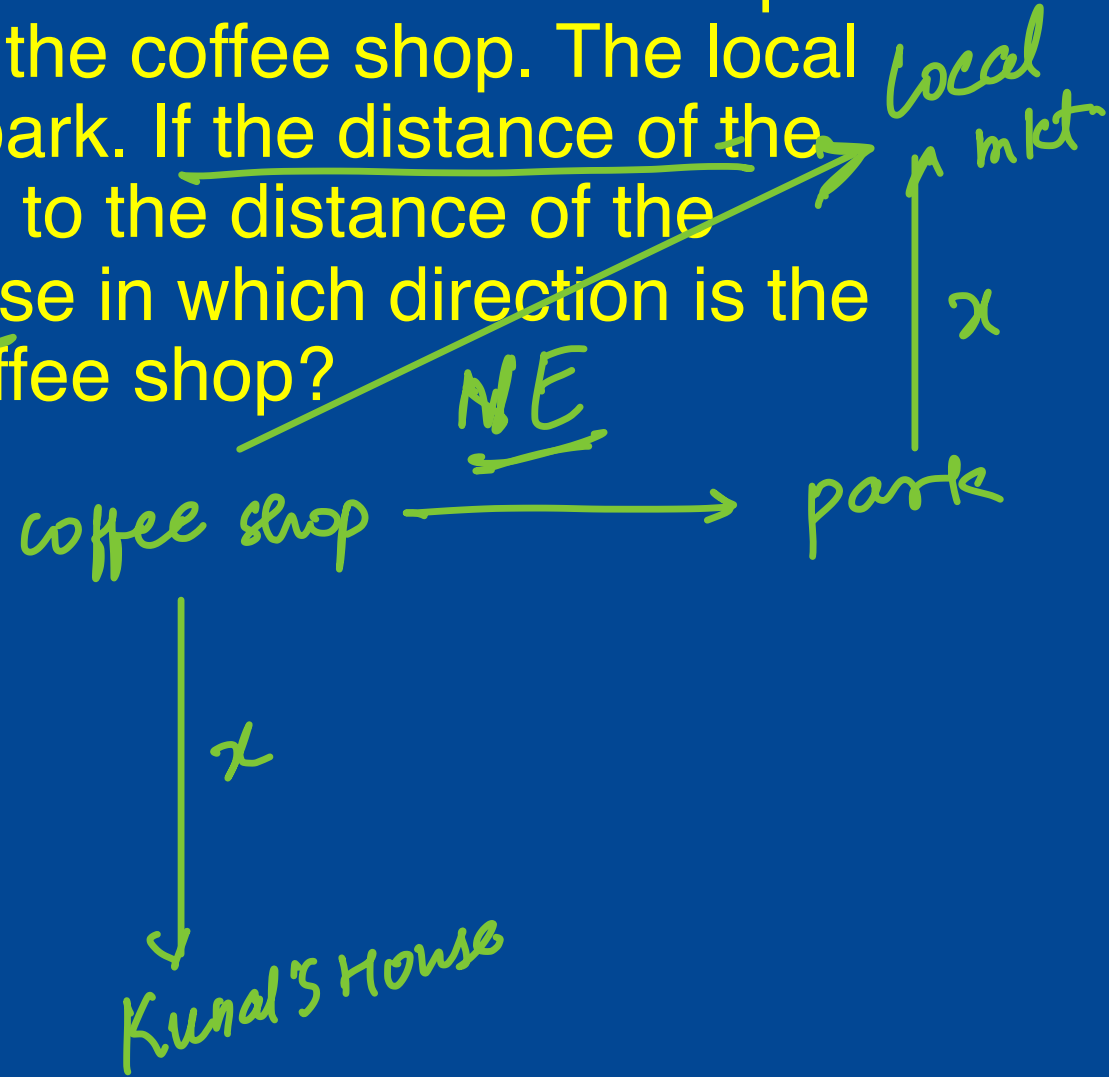 the coffee shop. The local
park. If the distance of the
to the distance of the
se in which direction is the
ffee shop?
Local
mkt
x
NE
coffee shop
park
x
Kunal's House